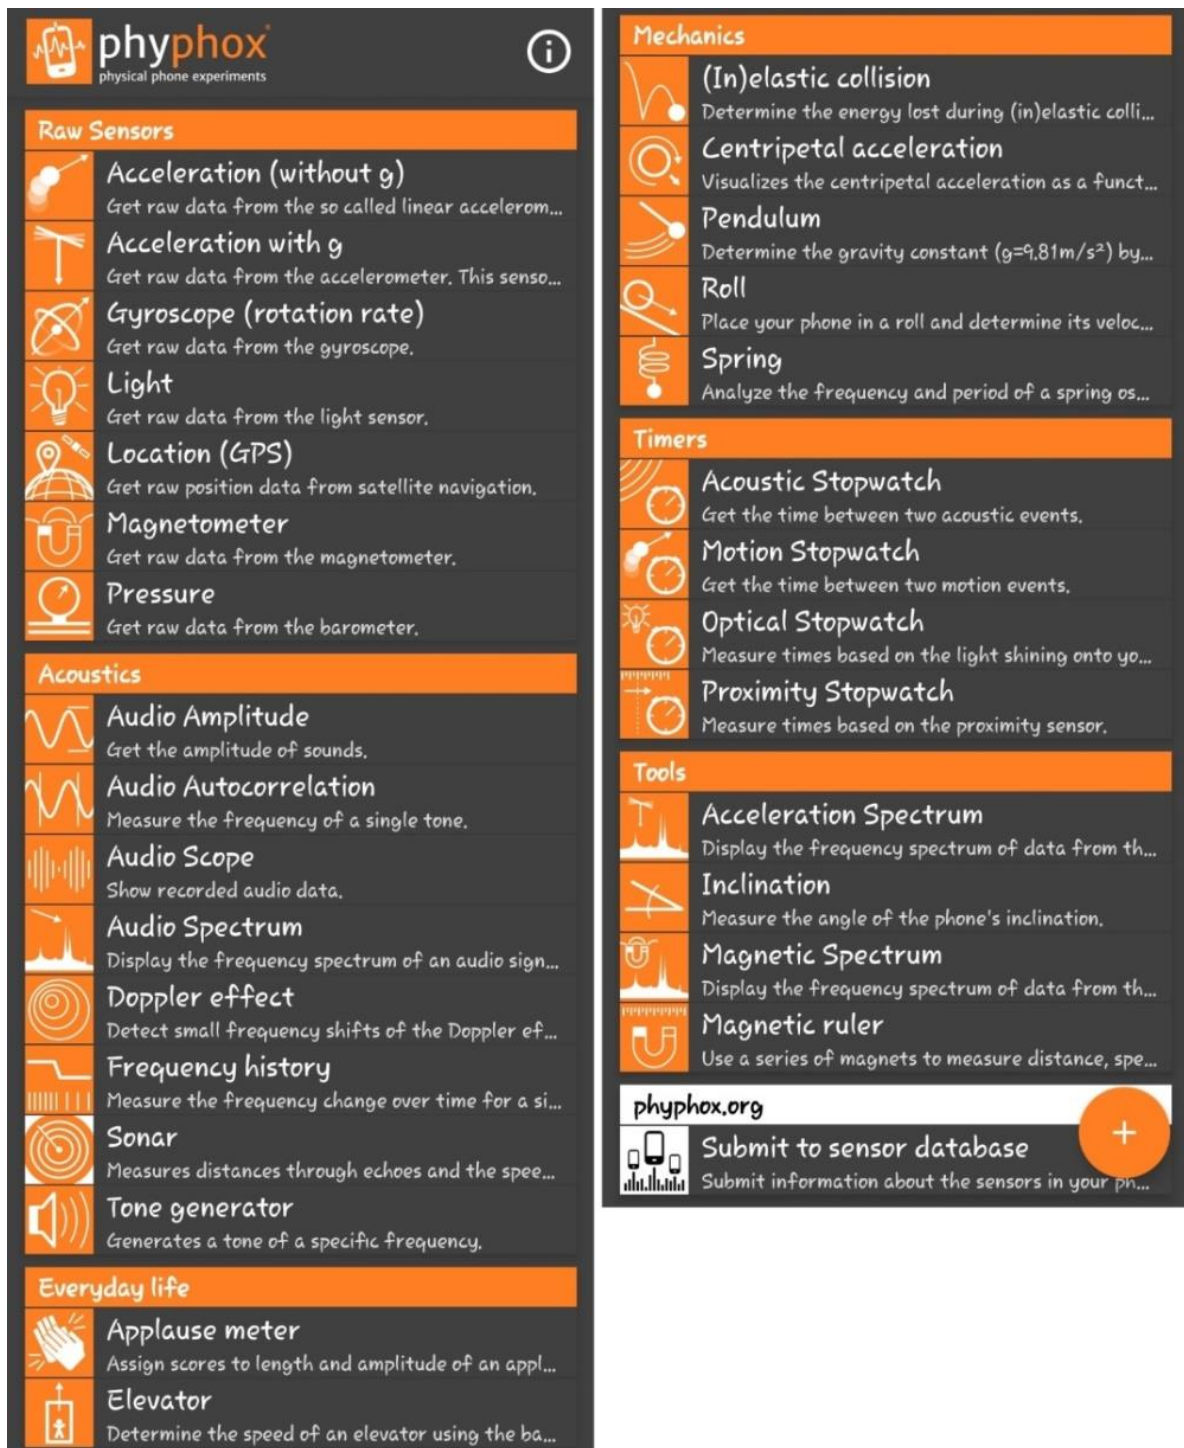 phyphox
physical phone experiments
Raw Sensors
Acceleration (without g)
Get raw data from the so called linear accelerom...
Acceleration with g
Get raw data from the accelerometer. This senso...
Gyroscope (rotation rate)
Get raw data from the gyroscope.
Light
Get raw data from the light sensor.
Location (GPS)
Get raw position data from satellite navigation.
Magnetometer
Get raw data from the magnetometer.
Pressure
Get raw data from the barometer.
Acoustics
Audio Amplitude
Get the amplitude of sounds.
Audio Autocorrelation
Measure the frequency of a single tone.
Audio Scope
Show recorded audio data.
Audio Spectrum
Display the frequency spectrum of an audio sign...
Doppler effect
Detect small frequency shifts of the Doppler ef...
Frequency history
Measure the frequency change over time for a si...
Sonar
Measures distances through echoes and the spee...
Tone generator
Generates a tone of a specific frequency.
Everyday life
Applause meter
Assign scores to length and amplitude of an appl...
Elevator
Determine the speed of an elevator using the ba...
Mechanics
(In)elastic collision
Determine the energy lost during (in)elastic colli...
Centripetal acceleration
Visualizes the centripetal acceleration as a funct...
Pendulum
Determine the gravity constant (g=9.81m/s²) by...
Roll
Place your phone in a roll and determine its veloc...
Spring
Analyze the frequency and period of a spring os...
Timers
Acoustic Stopwatch
Get the time between two acoustic events.
Motion Stopwatch
Get the time between two motion events.
Optical Stopwatch
Measure times based on the light shining onto yo...
Proximity Stopwatch
Measure times based on the proximity sensor.
Tools
Acceleration Spectrum
Display the frequency spectrum of data from th...
Inclination
Measure the angle of the phone's inclination.
Magnetic Spectrum
Display the frequency spectrum of data from th...
Magnetic ruler
Use a series of magnets to measure distance, spe...
phyphox.org
Submit to sensor database
Submit information about the sensors in your ph...